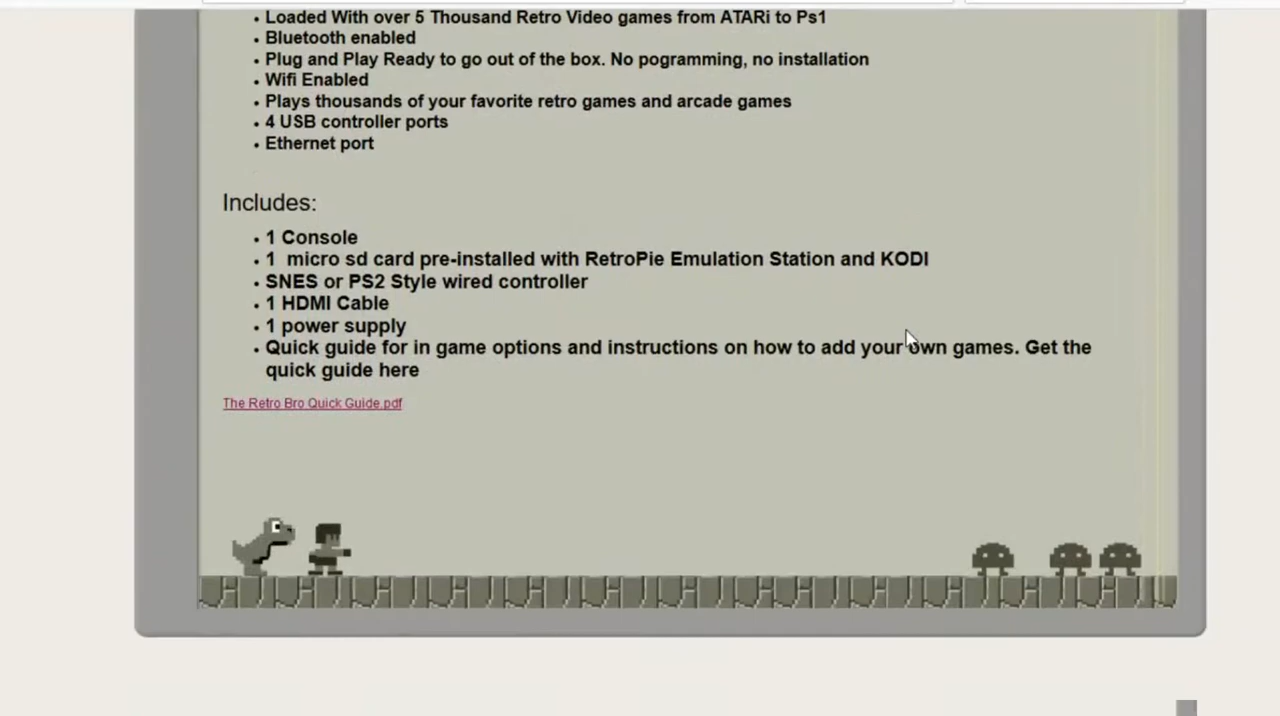 • Loaded With over 5 Thousand Retro Video games from ATARi to Ps1
• Bluetooth enabled
• Plug and Play Ready to go out of the box. No pogramming, no installation
• Wifi Enabled
• Plays thousands of your favorite retro games and arcade games
• 4 USB controller ports
• Ethernet port
Includes:
• 1 Console
• 1 micro sd card pre-installed with RetroPie Emulation Station and KODI
• SNES or PS2 Style wired controller
• 1 HDMI Cable
• 1 power supply
• Quick guide for in game options and instructions on how to add your own games. Get the
quick guide here
The Retro Bro Quick Guide.pdf